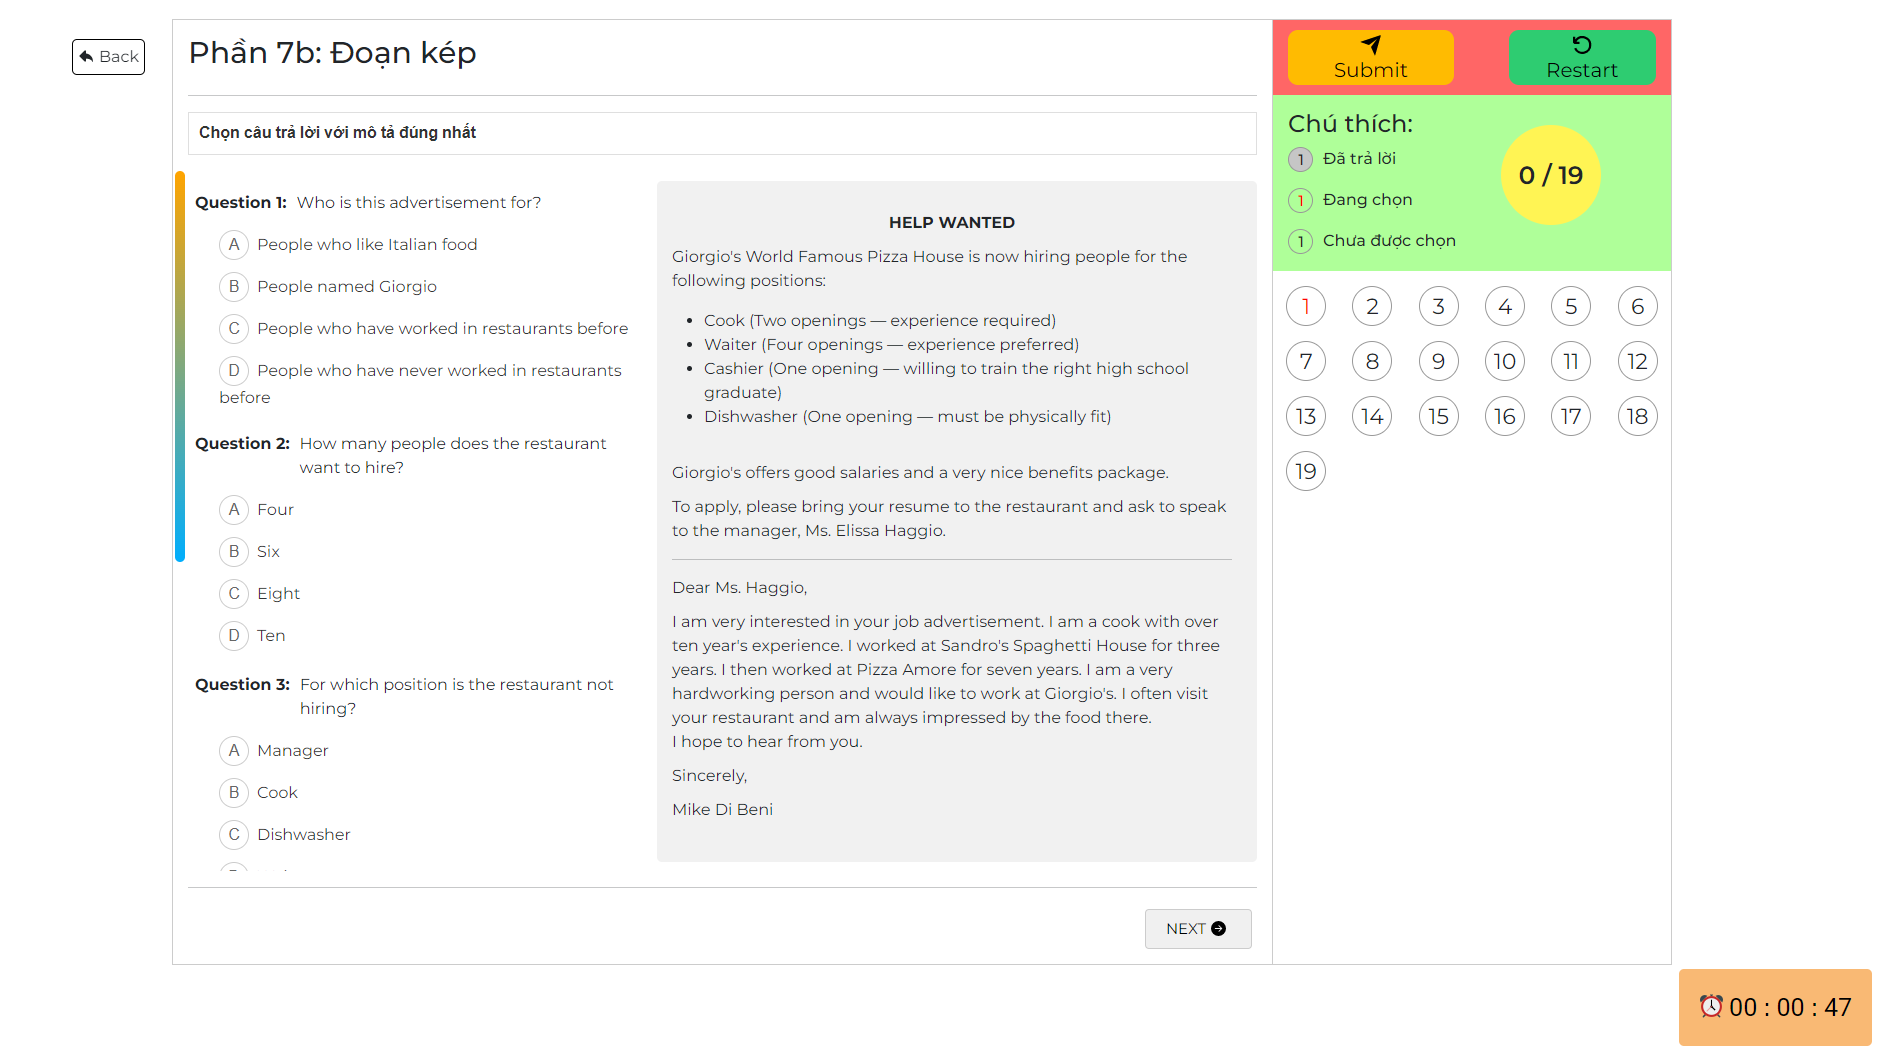 Back
Phần 7b: Đoạn kép
Chọn câu trả lời với mô tả đúng nhất
Question 1: Who is this advertisement for?
A People who like Italian food
B People named Giorgio
C People who have worked in restaurants before
D People who have never worked in restaurants
before
Question 2: How many people does the restaurant
want to hire?
A Four
B Six
C Eight
D Ten
Question 3: For which position is the restaurant not
hiring?
A Manager
B Cook
C Dishwasher
HELP WANTED
Giorgio's World Famous Pizza House is now hiring people for the
following positions:
• Cook (Two openings — experience required)
• Waiter (Four openings — experience preferred)
• Cashier (One opening — willing to train the right high school
graduate)
• Dishwasher (One opening — must be physically fit)
Giorgio's offers good salaries and a very nice benefits package.
To apply, please bring your resume to the restaurant and ask to speak
to the manager, Ms. Elissa Haggio.
Dear Ms. Haggio,
I am very interested in your job advertisement. I am a cook with over
ten year's experience. I worked at Sandro's Spaghetti House for three
years. I then worked at Pizza Amore for seven years. I am a very
hardworking person and would like to work at Giorgio's. I often visit
your restaurant and am always impressed by the food there.
I hope to hear from you.
Sincerely,
Mike Di Beni
NEXT
Submit
Restart
Chú thích:
1 Đã trả lời
1 Đang chọn
1 Chưa được chọn
0 / 19
1 2 3 4 5 6
7 8 9 10 11 12
13 14 15 16 17 18
19
00 : 00 : 47